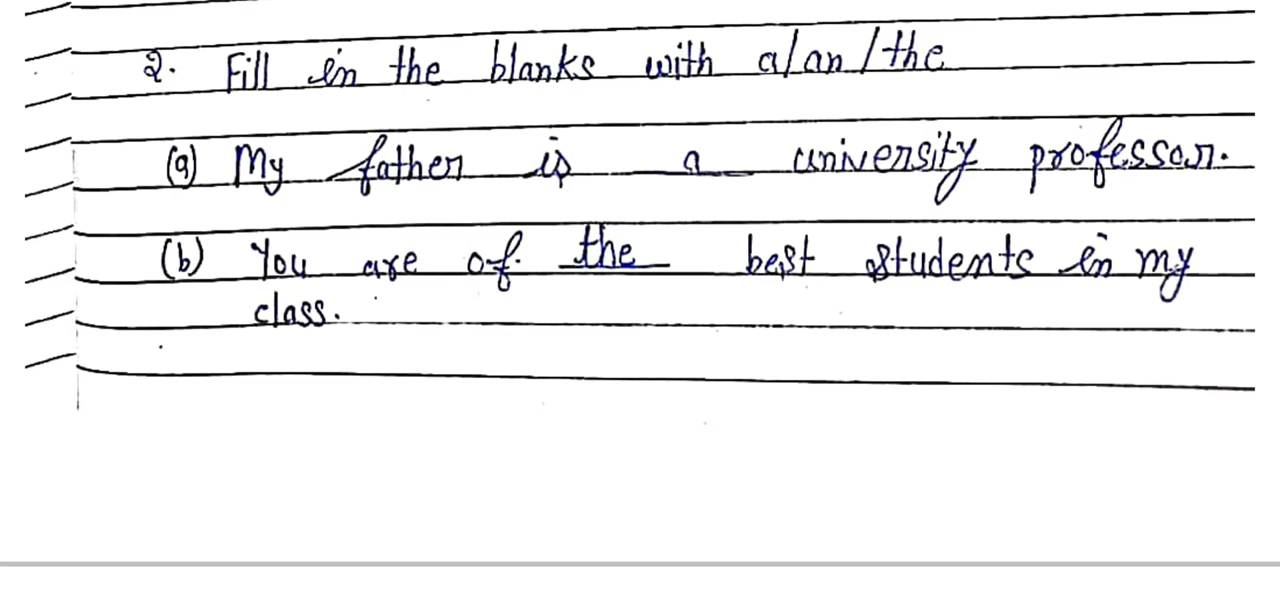 2. Fill in the blanks with a/an/the
(a) My father is a university professor.
(b) You are of the best students in my
class.